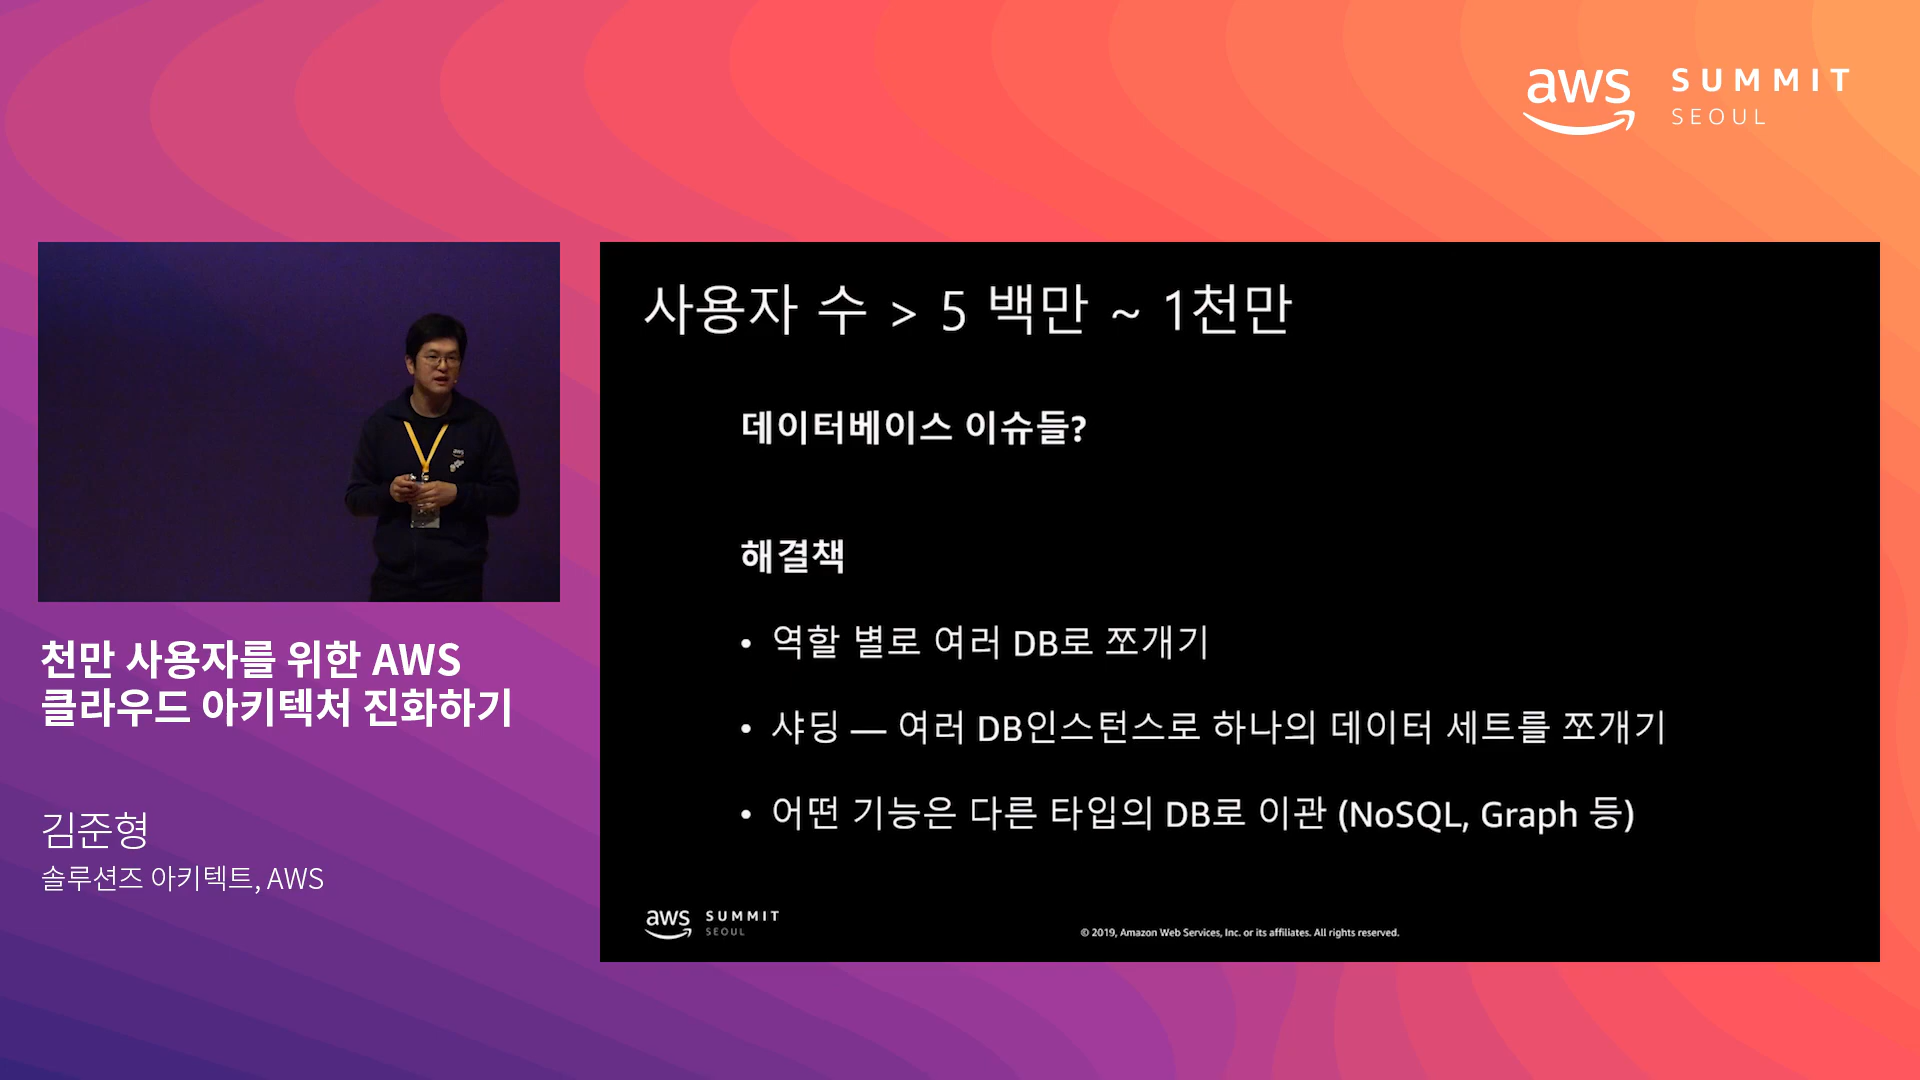 aws SUMMIT
SEOUL
사용자 수 > 5 백만 ~ 1천만
데이터베이스 이슈들?
해결책
• 역할 별로 여러 DB로 쪼개기
• 샤딩 — 여러 DB인스턴스로 하나의 데이터 세트를 쪼개기
• 어떤 기능은 다른 타입의 DB로 이관 (NoSQL, Graph 등)
aws SUMMIT
SEOUL
© 2019, Amazon Web Services, Inc. or its affiliates. All rights reserved.
aws
천만 사용자를 위한 AWS
클라우드 아키텍처 진화하기
김준형
솔루션즈 아키텍트, AWS